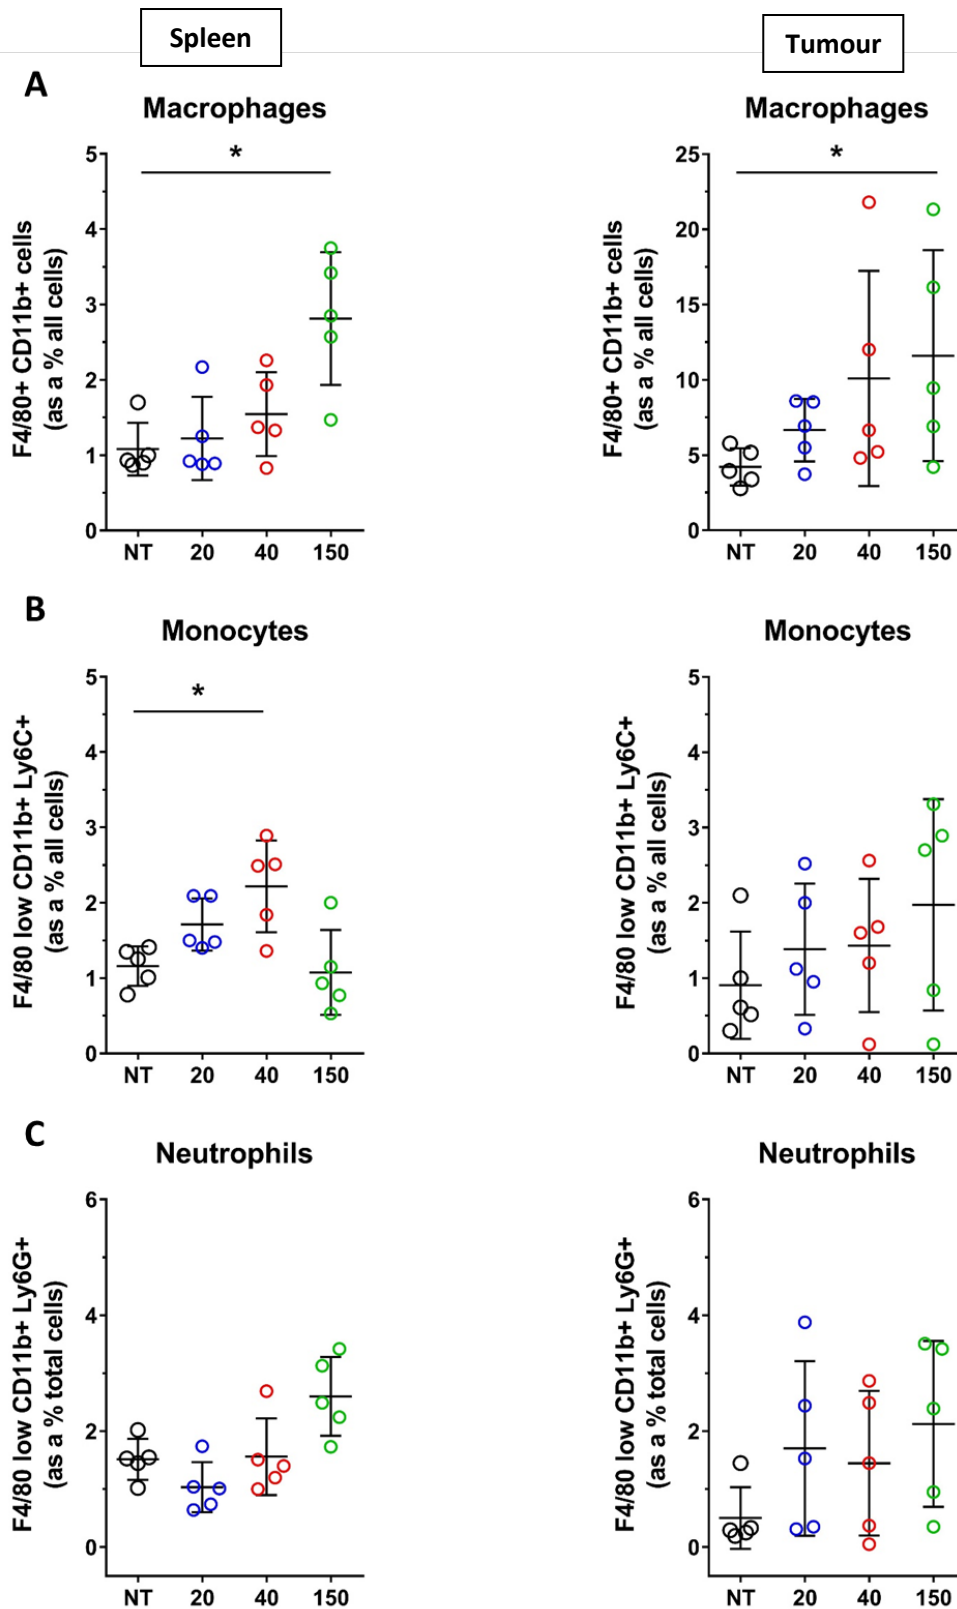 Spleen
Tumour
A
Macrophages
Macrophages
F4/80+ CD11b+ cells
(as a % all cells)
5
4
3
2
1
0
*
NT 20 40 150
F4/80+ CD11b+ cells
(as a % all cells)
25
20
15
10
5
0
*
NT 20 40 150
B
Monocytes
Monocytes
F4/80 low CD11b+ Ly6C+
(as a % all cells)
5
4
3
2
1
0
*
NT 20 40 150
F4/80 low CD11b+ Ly6C+
(as a % all cells)
5
4
3
2
1
0
NT 20 40 150
C
Neutrophils
Neutrophils
F4/80 low CD11b+ Ly6G+
(as a % total cells)
6
4
2
0
NT 20 40 150
F4/80 low CD11b+ Ly6G+
(as a % total cells)
6
4
2
0
NT 20 40 150